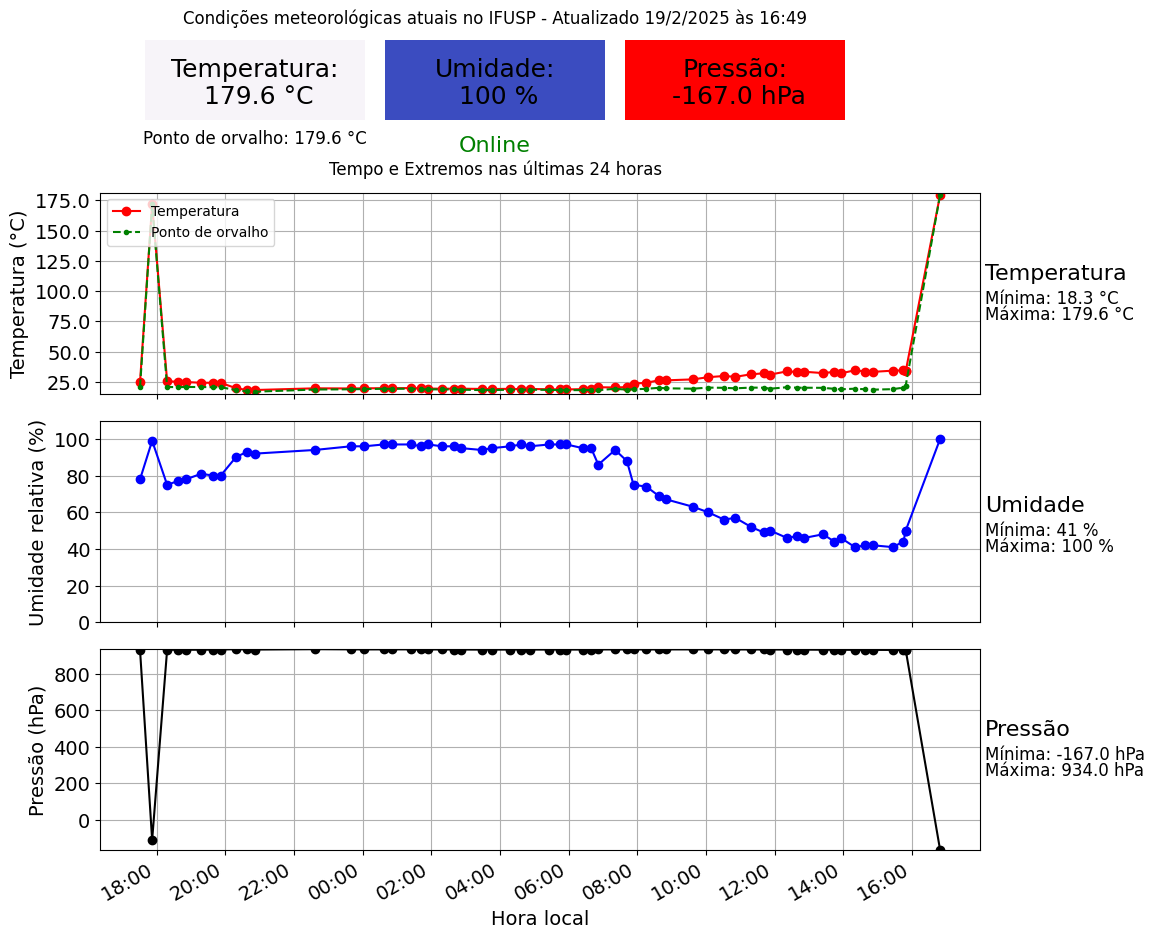 Condições meteorológicas atuais no IFUSP - Atualizado 19/2/2025 às 16:49
Temperatura:
179.6 °C
Umidade:
100 %
Pressão:
-167.0 hPa
Ponto de orvalho: 179.6 °C
Online
Tempo e Extremos nas últimas 24 horas
Temperatura (°C)
175.0
150.0
125.0
100.0
75.0
50.0
25.0
Temperatura
Ponto de orvalho
Temperatura
Mínima: 18.3 °C
Máxima: 179.6 °C
Umidade relativa (%)
100
80
60
40
20
0
Umidade
Mínima: 41 %
Máxima: 100 %
Pressão (hPa)
800
600
400
200
0
Pressão
Mínima: -167.0 hPa
Máxima: 934.0 hPa
18:00
20:00
22:00
00:00
02:00
04:00
06:00
08:00
10:00
12:00
14:00
16:00
Hora local